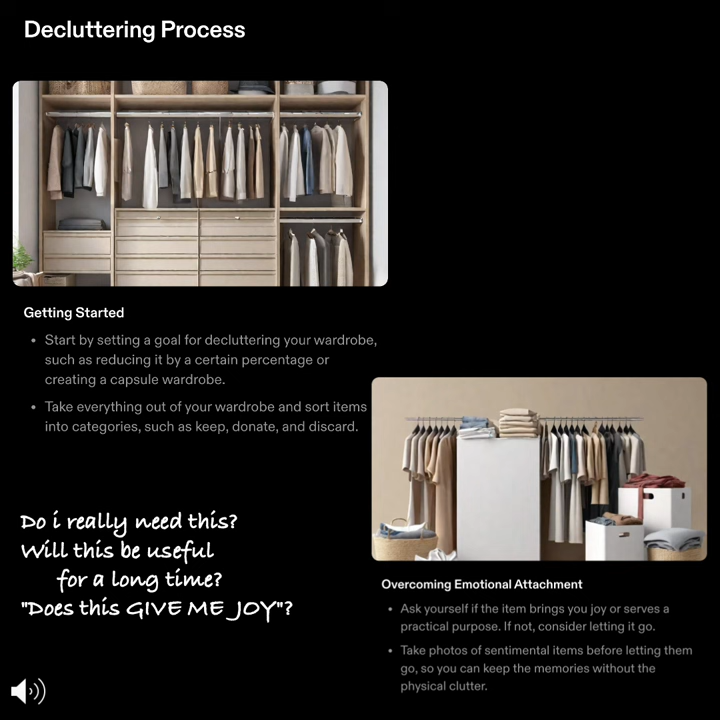 Decluttering Process
Getting Started
• Start by setting a goal for decluttering your wardrobe,
such as reducing it by a certain percentage or
creating a capsule wardrobe.
• Take everything out of your wardrobe and sort items
into categories, such as keep, donate, and discard.
Do i really need this?
Will this be useful
for a long time?
"Does this GIVE ME JOY"?
Overcoming Emotional Attachment
• Ask yourself if the item brings you joy or serves a
practical purpose. If not, consider letting it go.
• Take photos of sentimental items before letting them
go, so you can keep the memories without the
physical clutter.